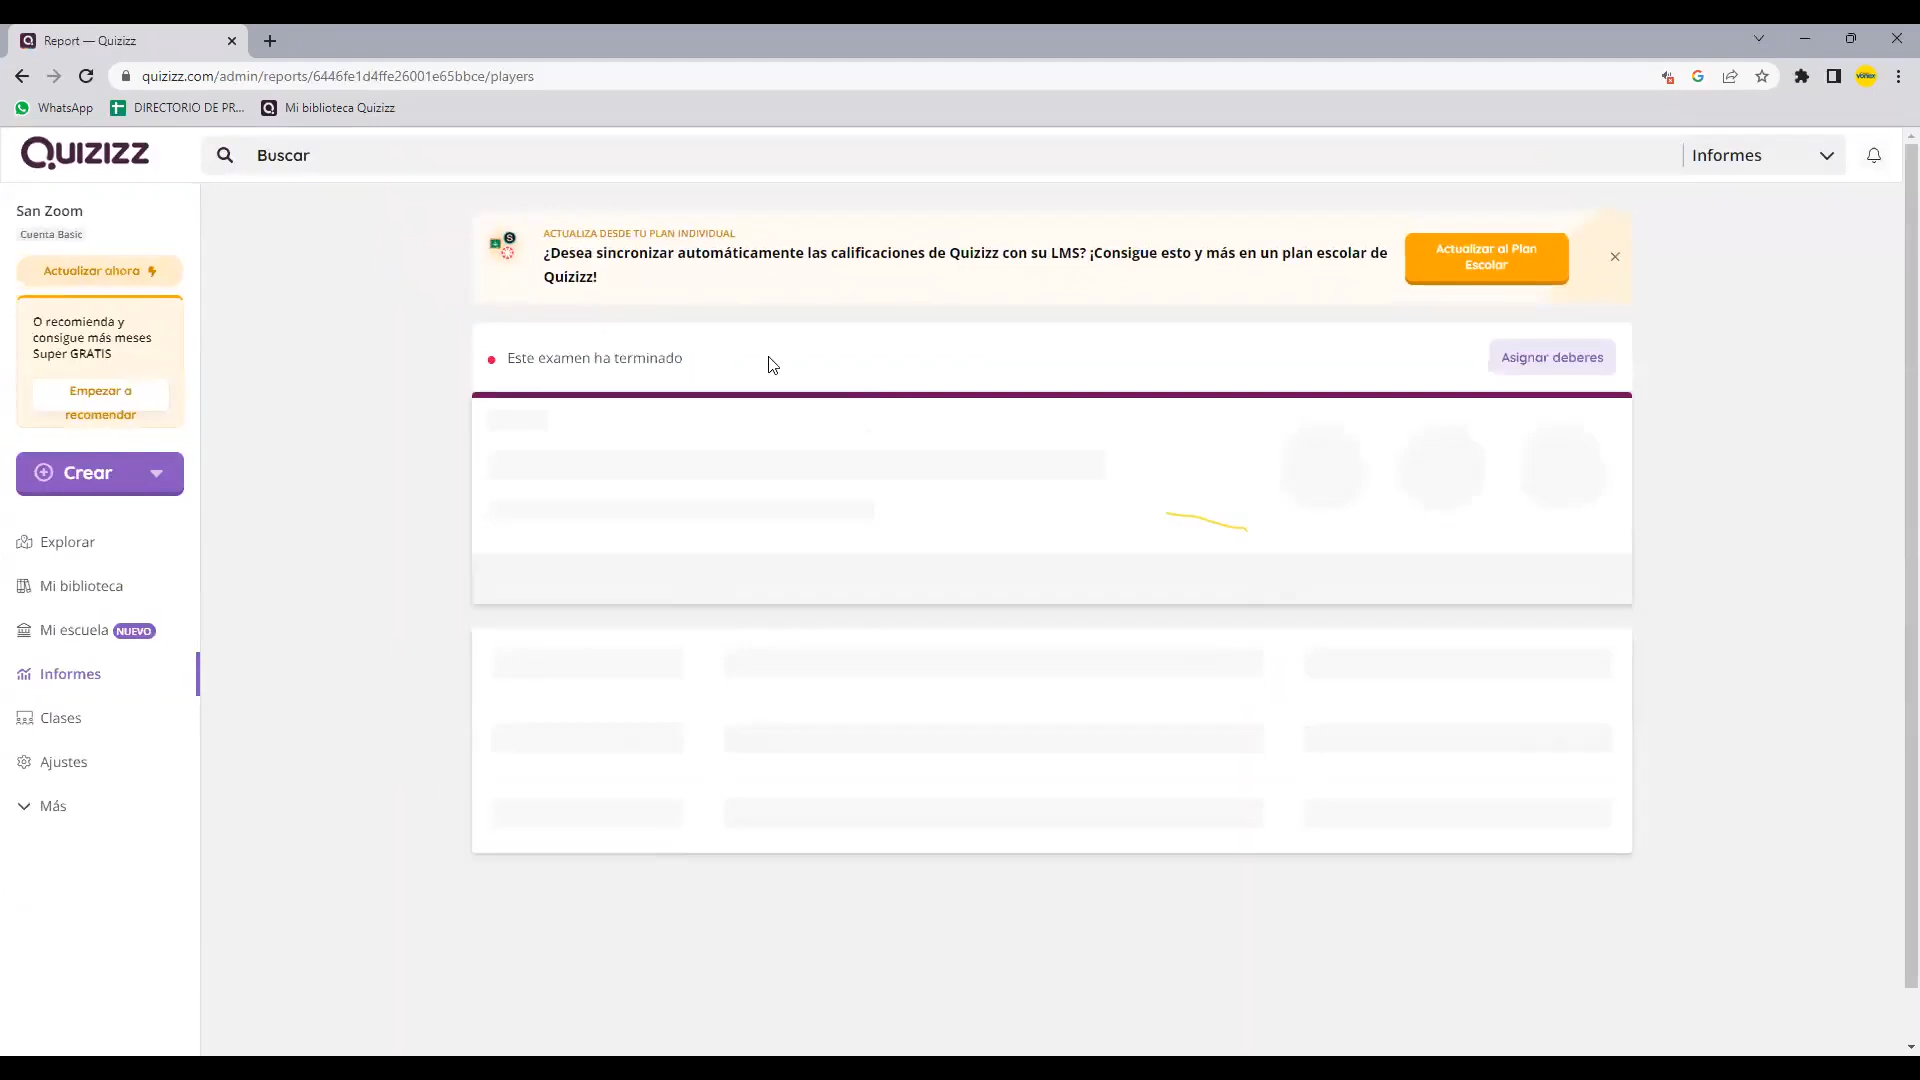 Report — Quizizz
quizizz.com/admin/reports/6446fe1d4ffe26001e65bbce/players
WhatsApp
DIRECTORIO DE PR...
Mi biblioteca Quizizz
QUIZIZZ
Buscar
Informes
San Zoom
Cuenta Basic
Actualizar ahora
O recomienda y
consigue más meses
Super GRATIS
Empezar a
recomendar
Crear
Explorar
Mi biblioteca
Mi escuela NUEVO
Informes
Clases
Ajustes
Más
ACTUALIZA DESDE TU PLAN INDIVIDUAL
¿Desea sincronizar automáticamente las calificaciones de Quizizz con su LMS? ¡Consigue esto y más en un plan escolar de
Quizizz!
Actualizar al Plan
Escolar
Este examen ha terminado
Asignar deberes